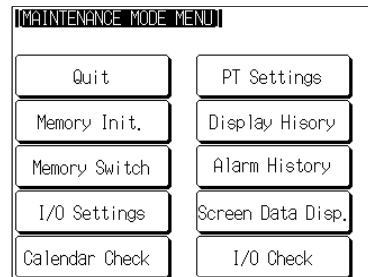 [MAINTENANCE MODE MENU]
Quit
PT Settings
Memory Init.
Display Hisory
Memory Switch
Alarm History
I/O Settings
Screen Data Disp.
Calendar Check
I/O Check